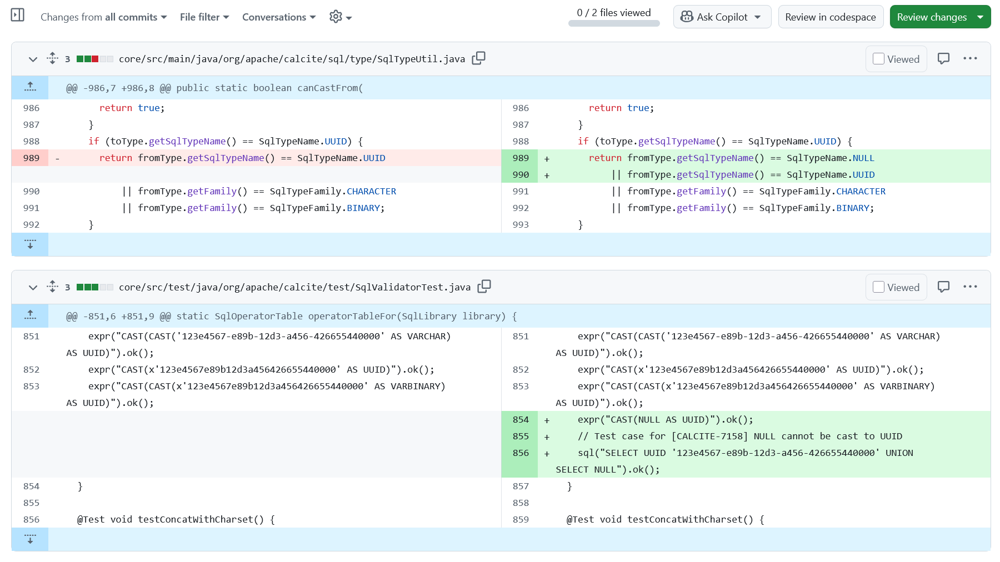 Changes from all commits File filter Conversations 0 / 2 files viewed Ask Copilot Review in codespace Review changes
3 core/src/main/java/org/apache/calcite/sql/type/SqlTypeUtil.java Viewed
@@ -986,7 +986,8 @@ public static boolean canCastFrom(
986 return true; 986 return true;
987 } 987 }
988 if (toType.getSqlTypeName() == SqlTypeName.UUID) { 988 if (toType.getSqlTypeName() == SqlTypeName.UUID) {
989 - return fromType.getSqlTypeName() == SqlTypeName.UUID 989 + return fromType.getSqlTypeName() == SqlTypeName.NULL
990 + || fromType.getSqlTypeName() == SqlTypeName.UUID
990 || fromType.getFamily() == SqlTypeFamily.CHARACTER 991 || fromType.getFamily() == SqlTypeFamily.CHARACTER
991 || fromType.getFamily() == SqlTypeFamily.BINARY; 992 || fromType.getFamily() == SqlTypeFamily.BINARY;
992 } 993 }
3 core/src/test/java/org/apache/calcite/test/SqlValidatorTest.java Viewed
@@ -851,6 +851,9 @@ static SqlOperatorTable operatorTableFor(SqlLibrary library) {
851 expr("CAST(CAST('123e4567-e89b-12d3-a456-426655440000' AS VARCHAR) 851 expr("CAST(CAST('123e4567-e89b-12d3-a456-426655440000' AS VARCHAR)
AS UUID)").ok(); AS UUID)").ok();
852 expr("CAST(x'123e4567e89b12d3a456426655440000' AS UUID)").ok(); 852 expr("CAST(x'123e4567e89b12d3a456426655440000' AS UUID)").ok();
853 expr("CAST(CAST(x'123e4567e89b12d3a456426655440000' AS VARBINARY) 853 expr("CAST(CAST(x'123e4567e89b12d3a456426655440000' AS VARBINARY)
AS UUID)").ok(); AS UUID)").ok();
854 + expr("CAST(NULL AS UUID)").ok();
855 + // Test case for [CALCITE-7158] NULL cannot be cast to UUID
856 + sql("SELECT UUID '123e4567-e89b-12d3-a456-426655440000' UNION
SELECT NULL").ok();
854 } 857 }
855 858
856 @Test void testConcatWithCharset() { 859 @Test void testConcatWithCharset() {